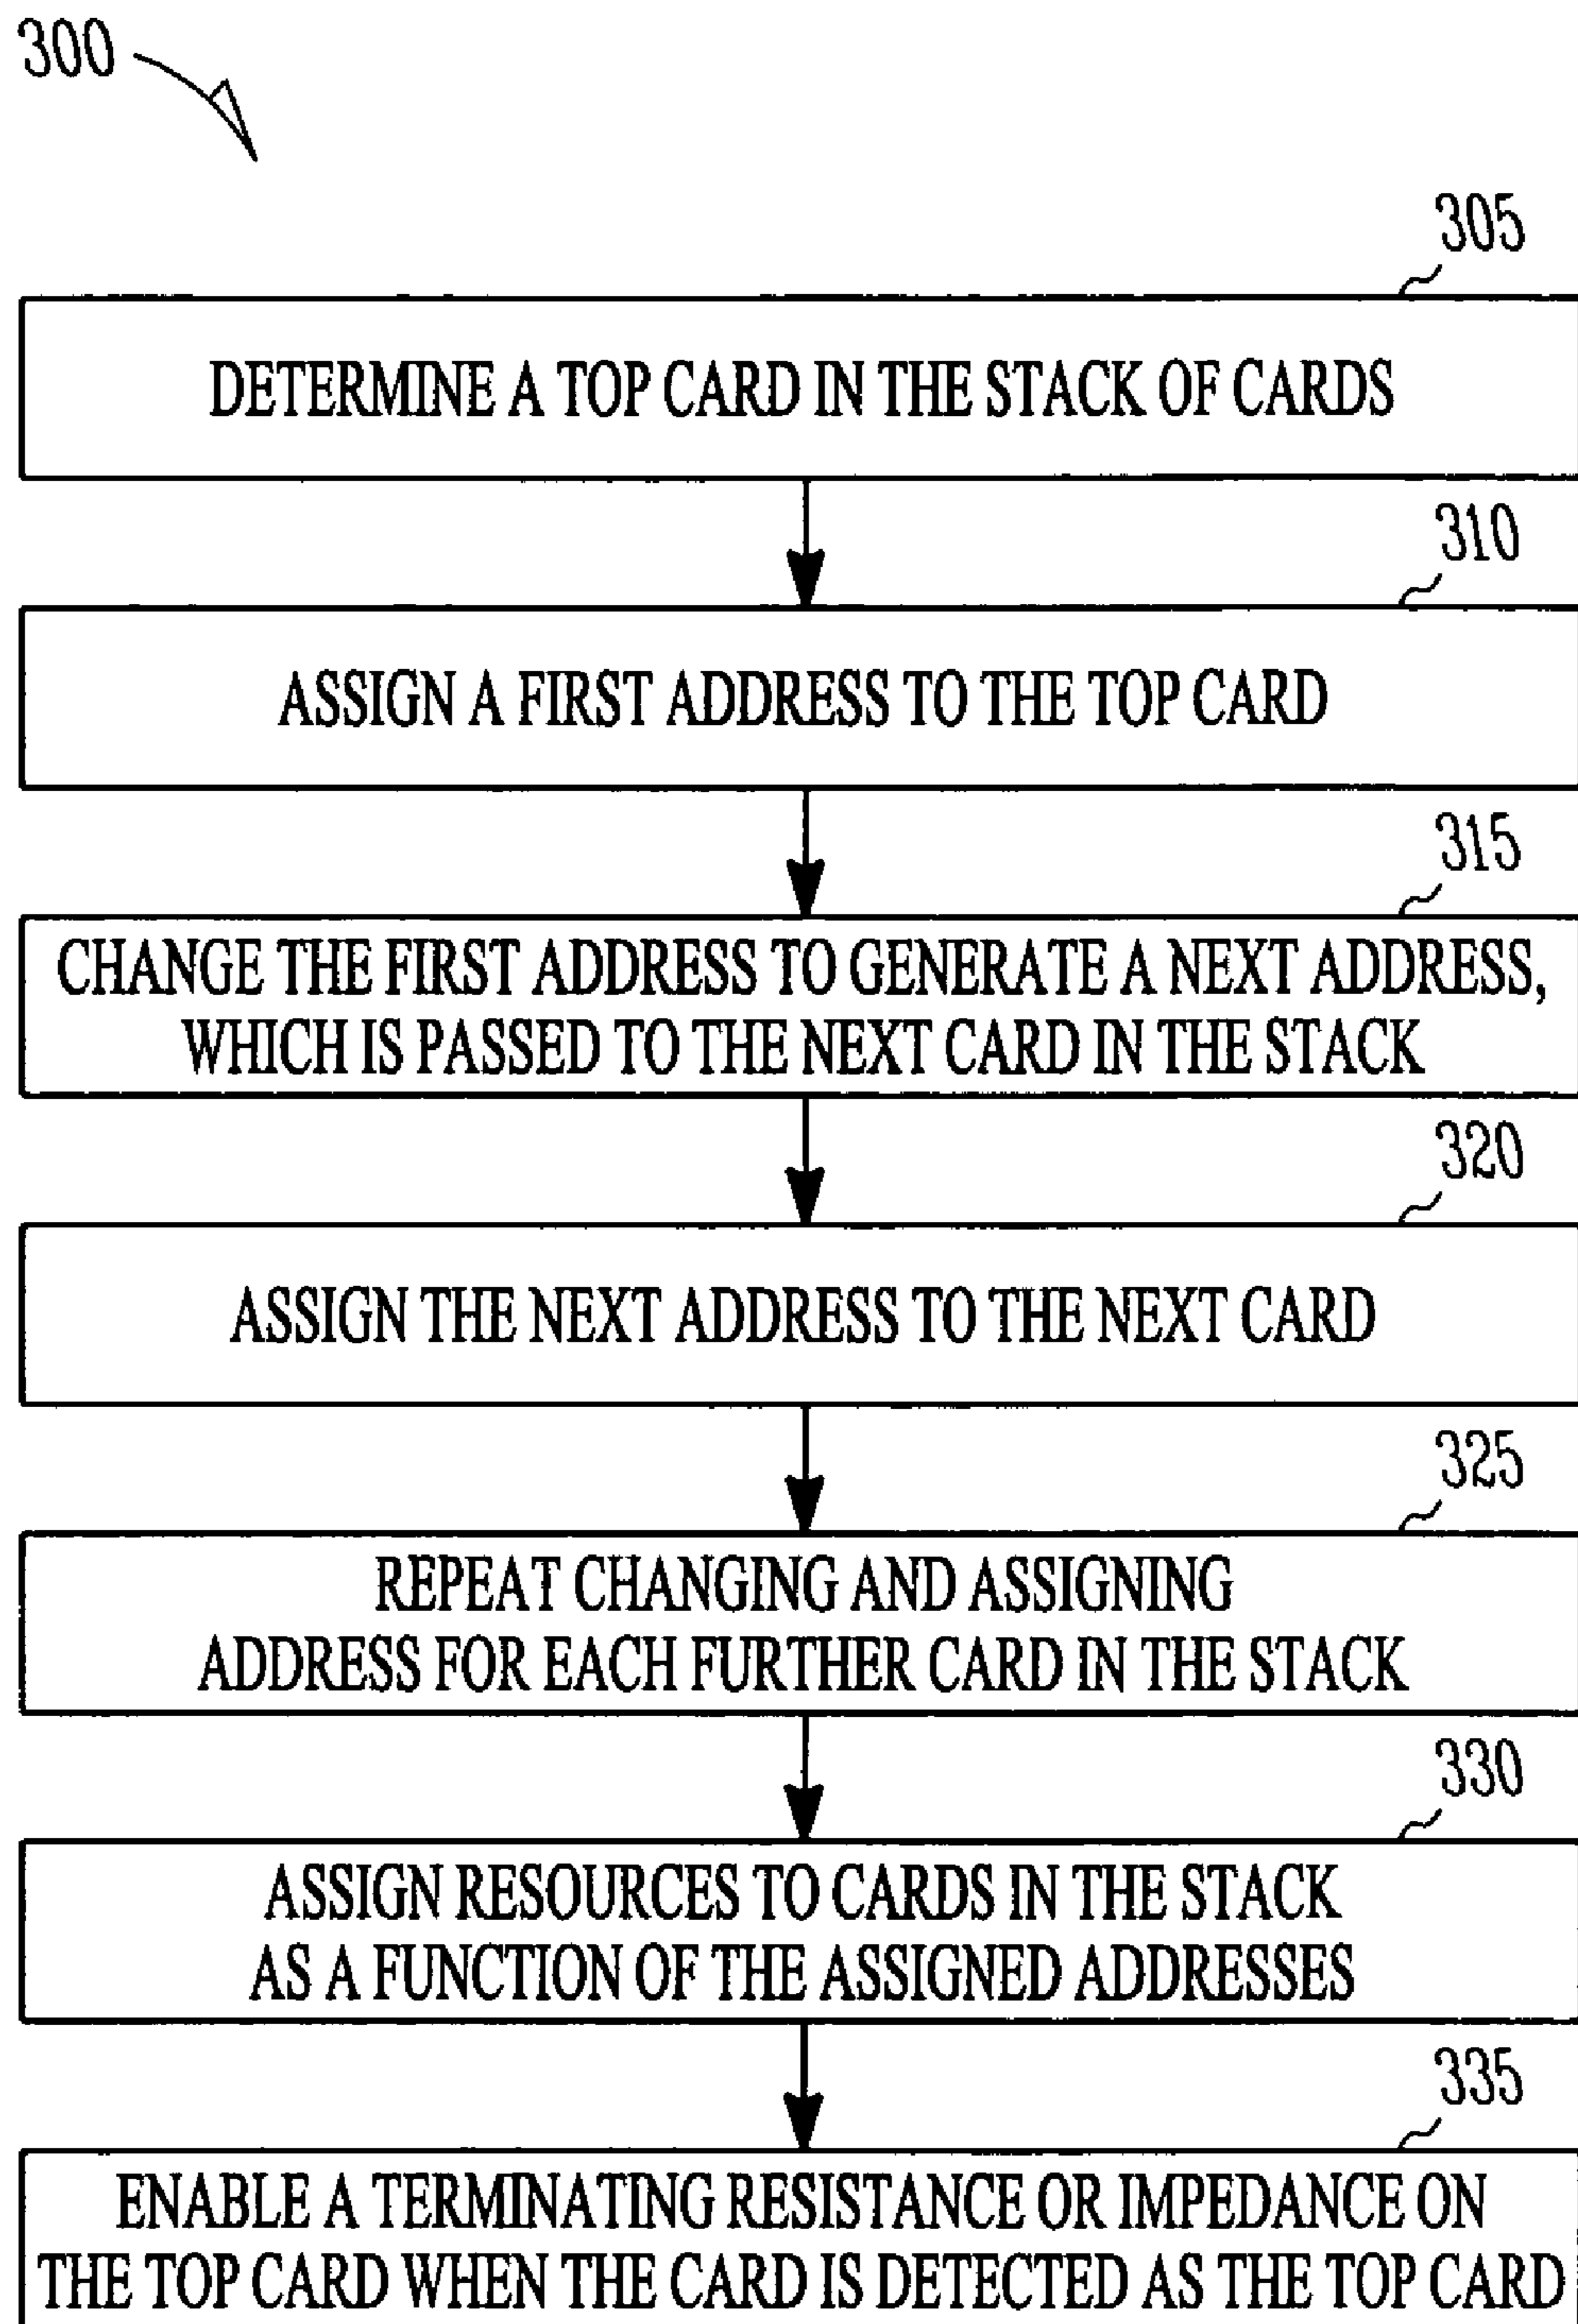 300
305
DETERMINE A TOP CARD IN THE STACK OF CARDS
310
ASSIGN A FIRST ADDRESS TO THE TOP CARD
315
CHANGE THE FIRST ADDRESS TO GENERATE A NEXT ADDRESS,
WHICH IS PASSED TO THE NEXT CARD IN THE STACK
320
ASSIGN THE NEXT ADDRESS TO THE NEXT CARD
325
REPEAT CHANGING AND ASSIGNING
ADDRESS FOR EACH FURTHER CARD IN THE STACK
330
ASSIGN RESOURCES TO CARDS IN THE STACK
AS A FUNCTION OF THE ASSIGNED ADDRESSES
335
ENABLE A TERMINATING RESISTANCE OR IMPEDANCE ON
THE TOP CARD WHEN THE CARD IS DETECTED AS THE TOP CARD